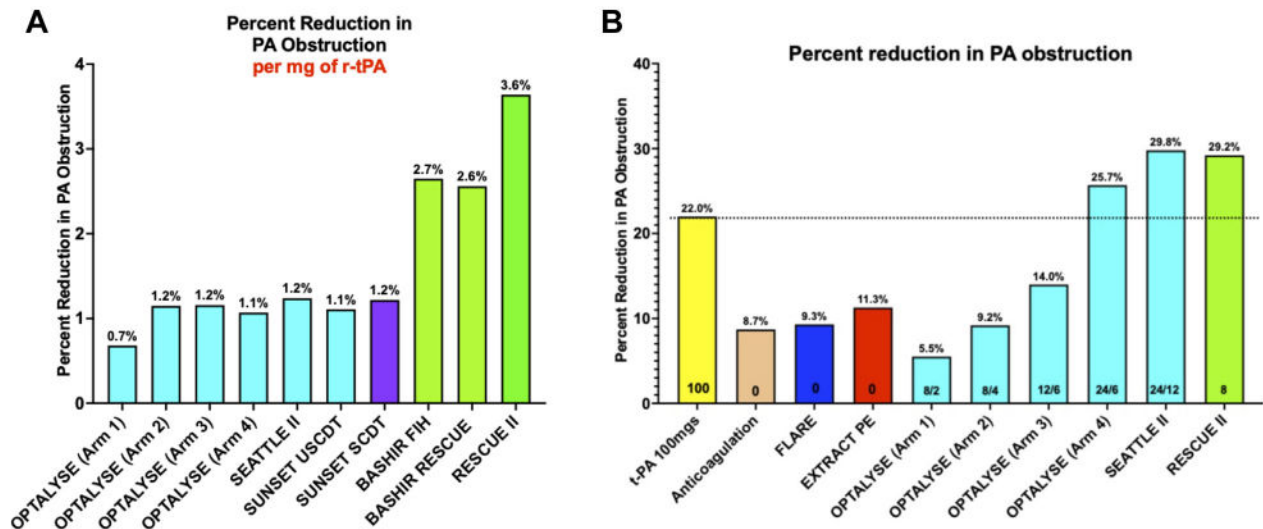 A
Percent Reduction in
PA Obstruction
per mg of r-tPA
Percent Reduction in PA Obstruction
4
3
2
1
0
0.7%
1.2%
1.2%
1.1%
1.2%
1.1%
1.2%
2.7%
2.6%
3.6%
OPTALYSE (Arm 1)
OPTALYSE (Arm 2)
OPTALYSE (Arm 3)
OPTALYSE (Arm 4)
SEATTLE II
SUNSET USCDT
SUNSET SCDT
BASHIR FIH
BASHIR RESCUE
RESCUE II
B
Percent reduction in PA obstruction
Percent Reduction in PA Obstruction
40
30
20
10
0
22.0%
8.7%
9.3%
11.3%
5.5%
9.2%
14.0%
25.7%
29.8%
29.2%
100
0
0
0
8/2
8/4
12/6
24/6
24/12
8
t-PA 100mgs
Anticoagulation
FLARE
EXTRACT PE
OPTALYSE (Arm 1)
OPTALYSE (Arm 2)
OPTALYSE (Arm 3)
OPTALYSE (Arm 4)
SEATTLE II
RESCUE II